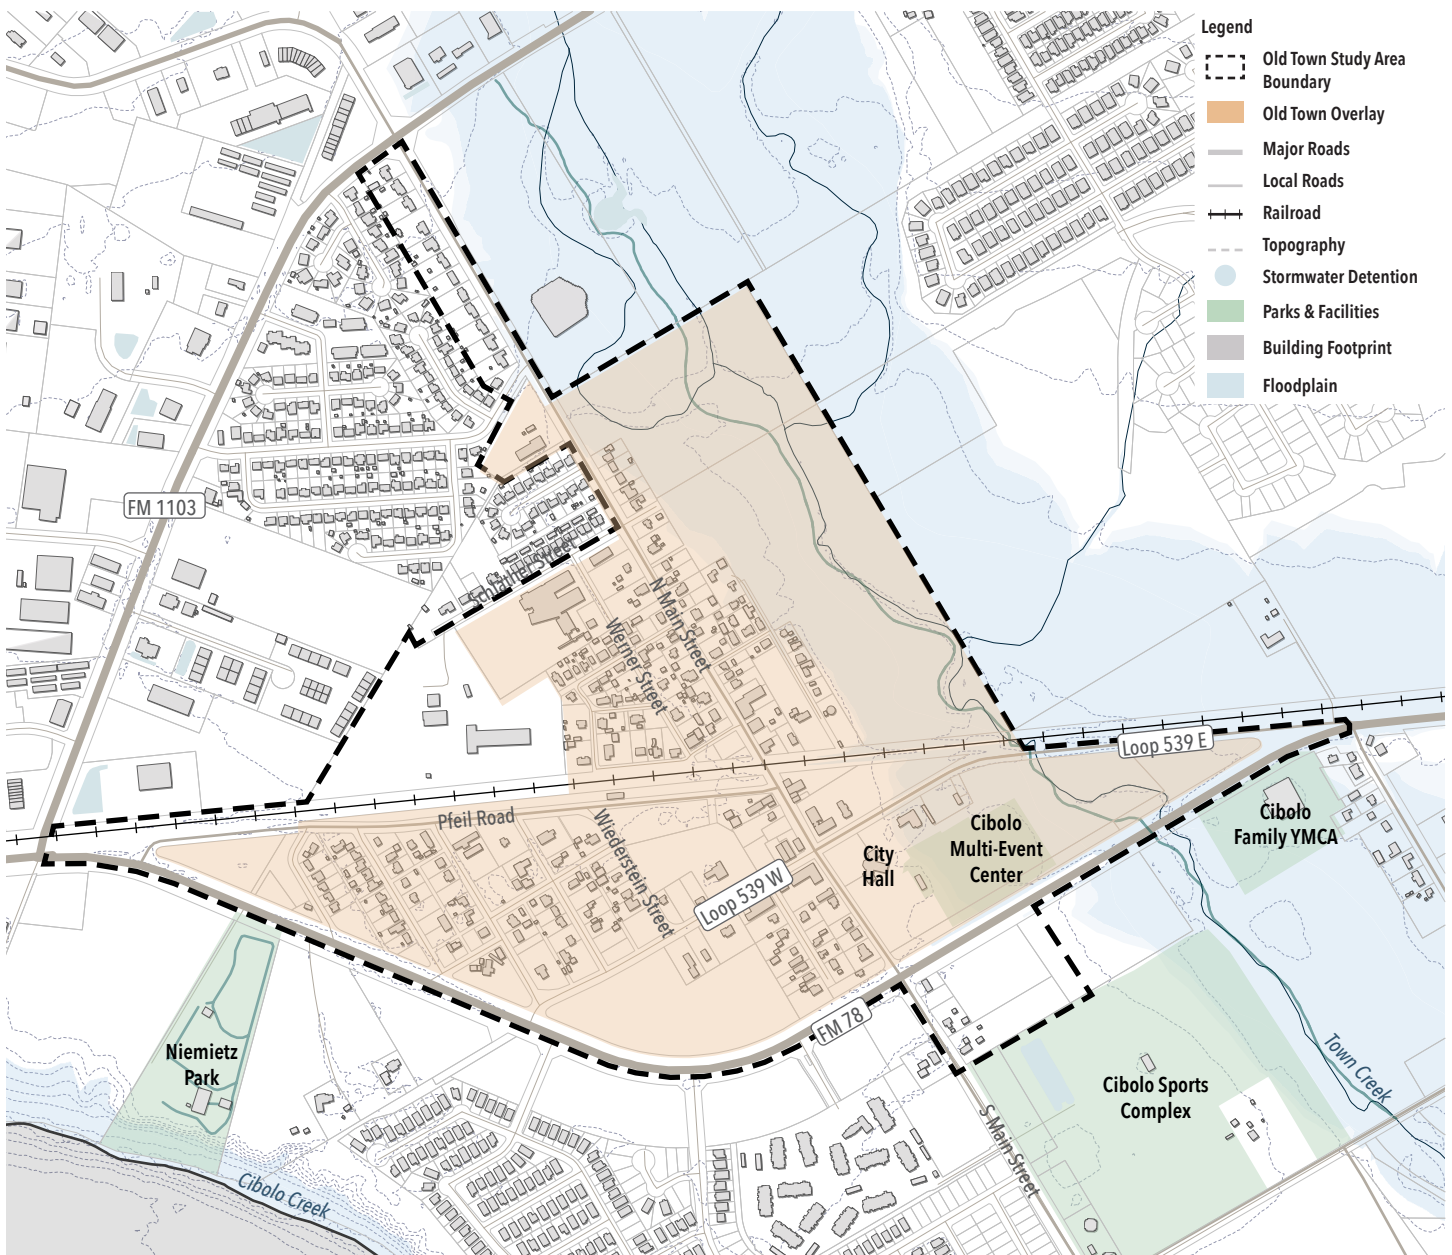 Legend
Old Town Study Area
Boundary
Old Town Overlay
Major Roads
Local Roads
Railroad
Topography
Stormwater Detention
Parks & Facilities
Building Footprint
Floodplain
FM 1103
Schlather Street
N Main Street
Werner Street
Loop 539 E
Pfeil Road
Wiederstein Street
Loop 539 W
City
Hall
Cibolo
Multi-Event
Center
Cibolo
Family YMCA
FM 78
Niemietz
Park
Cibolo Sports
Complex
Town Creek
S Main Street
Cibolo Creek